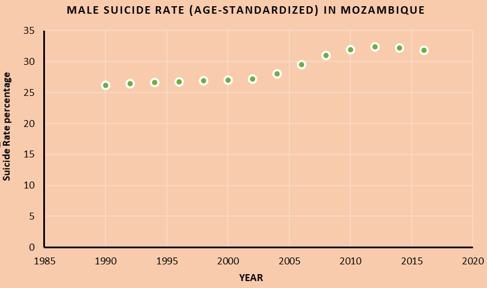 MALE SUICIDE RATE (AGE-STANDARDIZED) IN MOZAMBIQUE
Suicide Rate percentage
35
30
25
20
15
10
5
0
1985 1990 1995 2000 2005 2010 2015 2020
YEAR